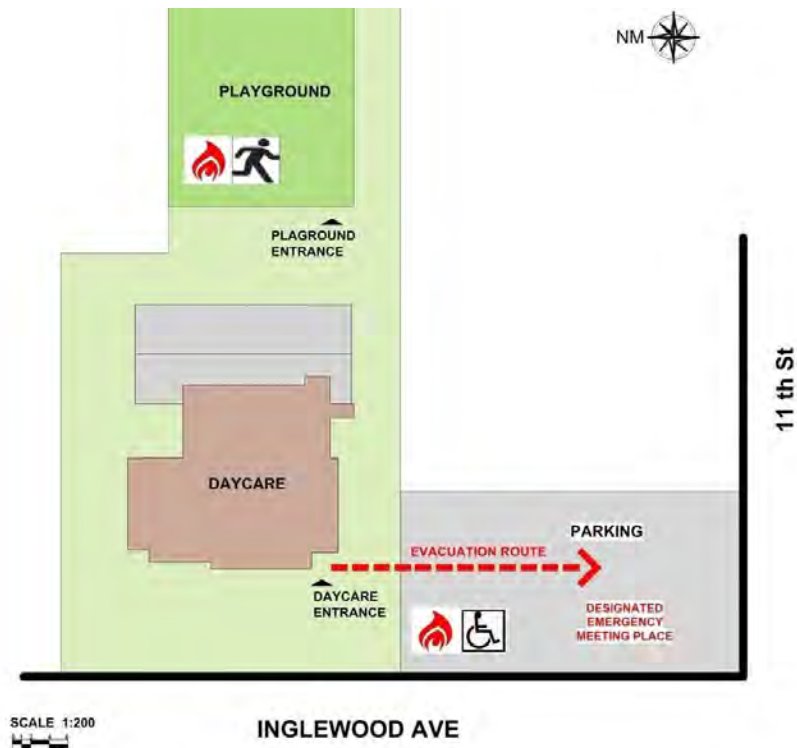 NM
PLAYGROUND
PLAGROUND
ENTRANCE
11 th St
DAYCARE
PARKING
EVACUATION ROUTE
DAYCARE
ENTRANCE
DESIGNATED
EMERGENCY
MEETING PLACE
SCALE 1:200
INGLEWOOD AVE